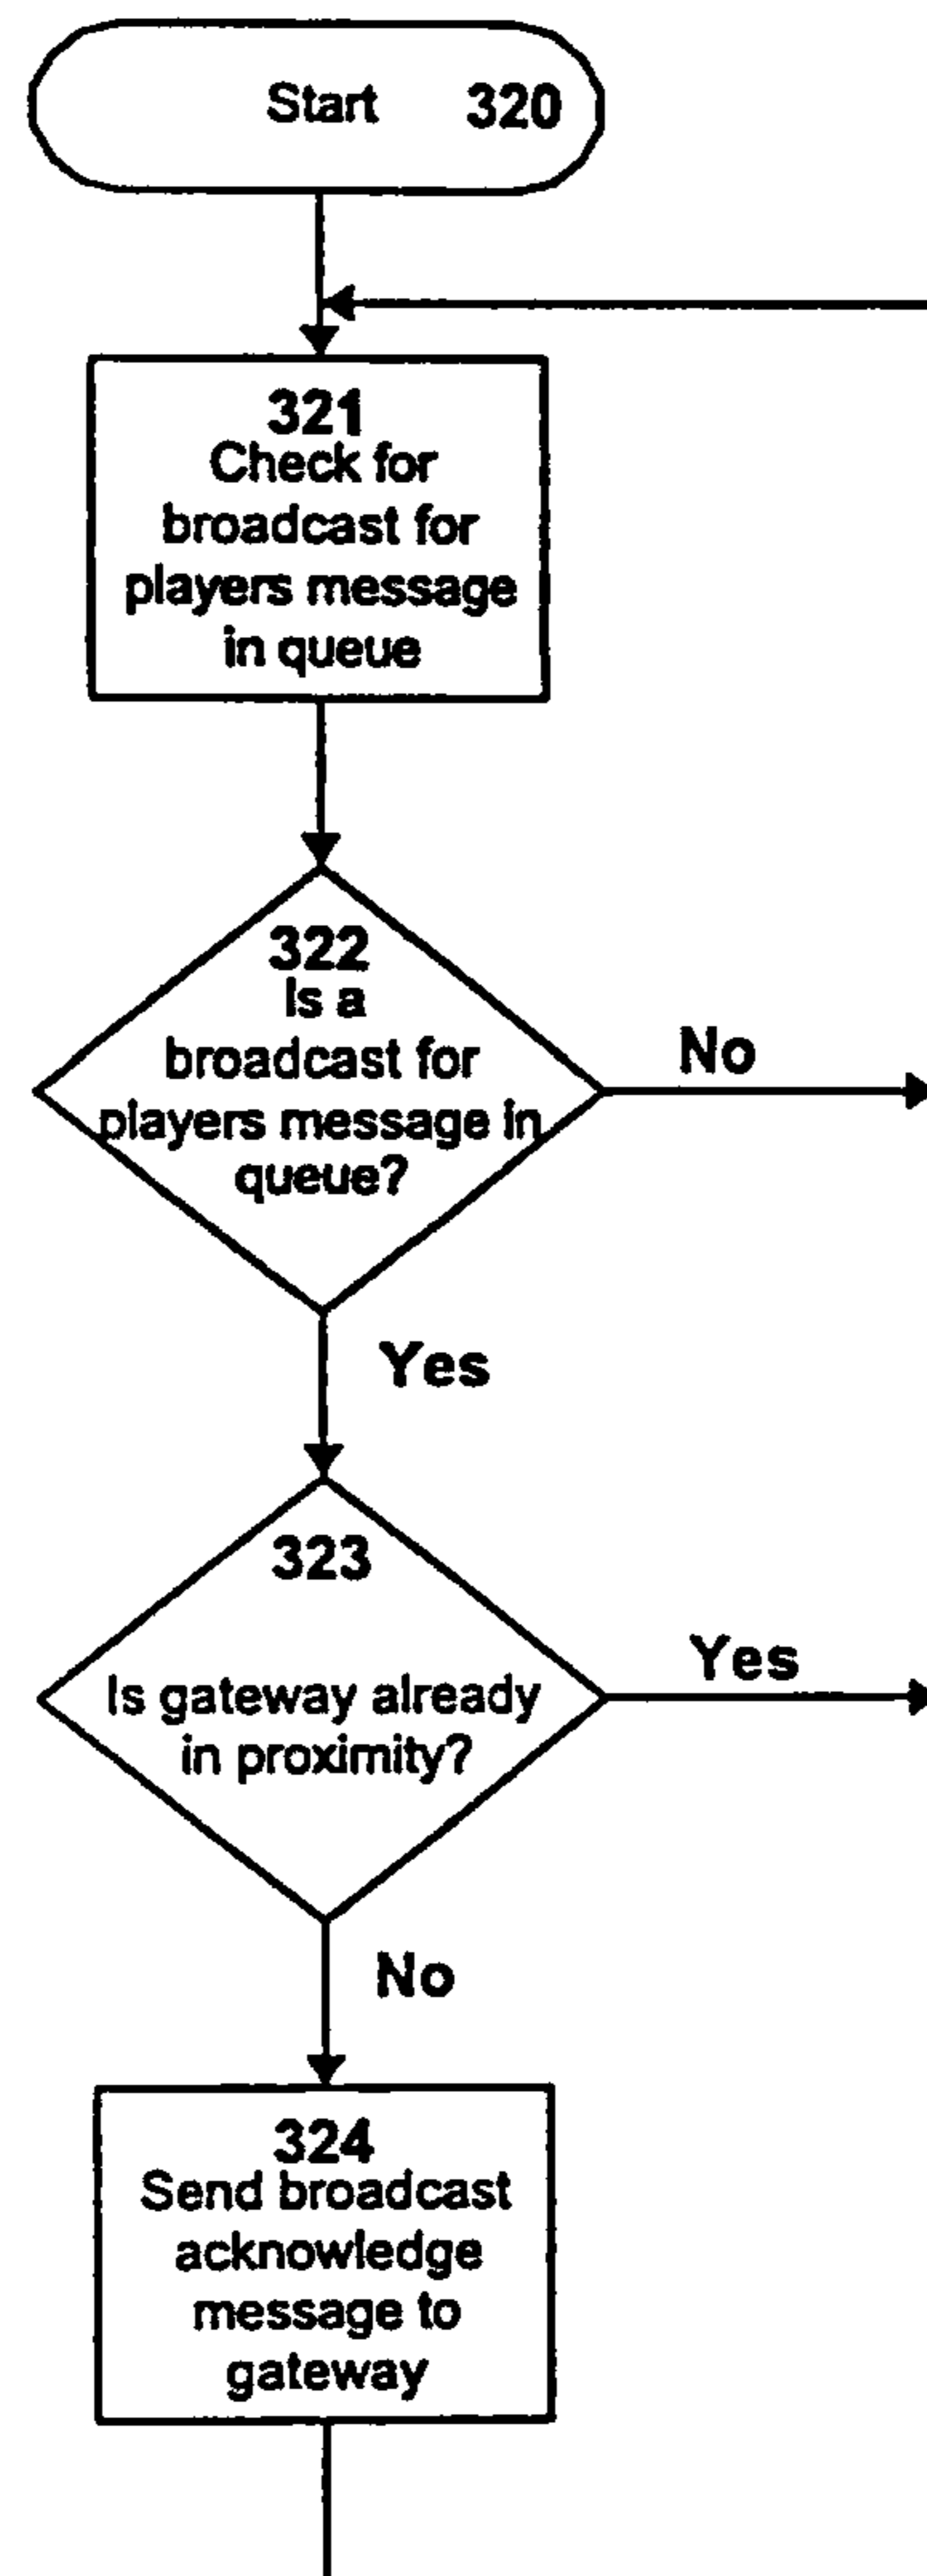 Start 320
321
Check for
broadcast for
players message
in queue
322
Is a
broadcast for
players message in
queue?
No
Yes
323
Is gateway already
in proximity?
Yes
No
324
Send broadcast
acknowledge
message to
gateway